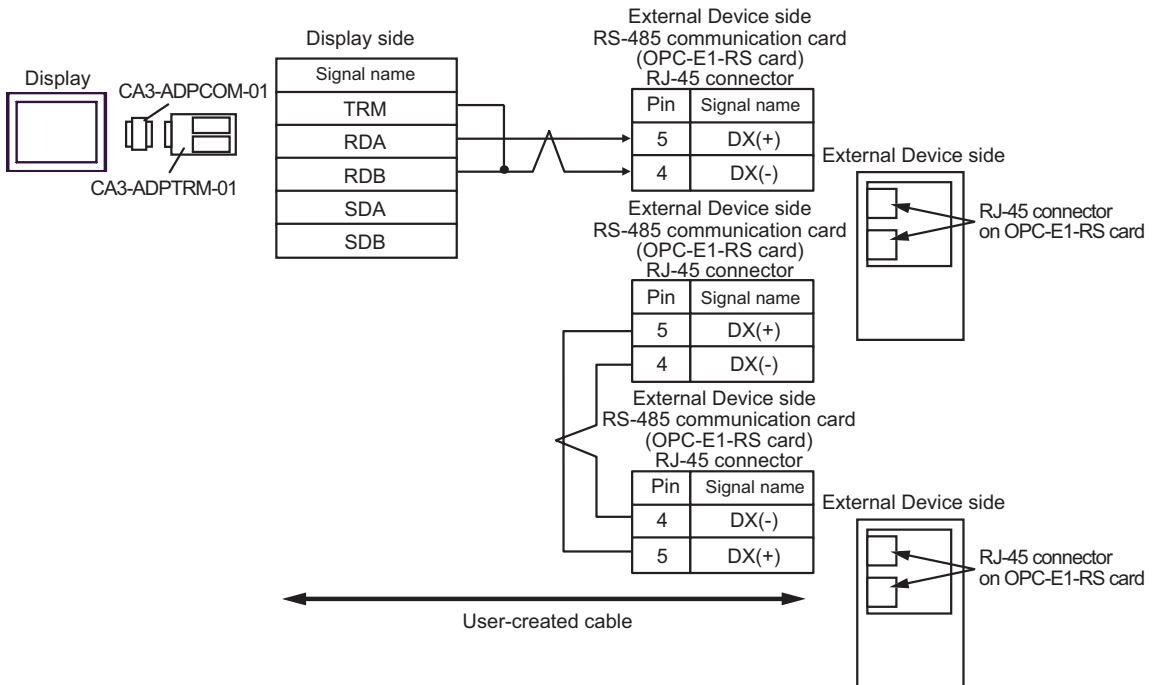 External Device side
RS-485 communication card
(OPC-E1-RS card)
RJ-45 connector
Display side
Display
CA3-ADPCOM-01
CA3-ADPTRM-01
Signal name
TRM
RDA
RDB
SDA
SDB
Pin Signal name
5 DX(+)
4 DX(-)
External Device side
RJ-45 connector
on OPC-E1-RS card
External Device side
RS-485 communication card
(OPC-E1-RS card)
RJ-45 connector
Pin Signal name
5 DX(+)
4 DX(-)
External Device side
RS-485 communication card
(OPC-E1-RS card)
RJ-45 connector
Pin Signal name
4 DX(-)
5 DX(+)
External Device side
RJ-45 connector
on OPC-E1-RS card
User-created cable